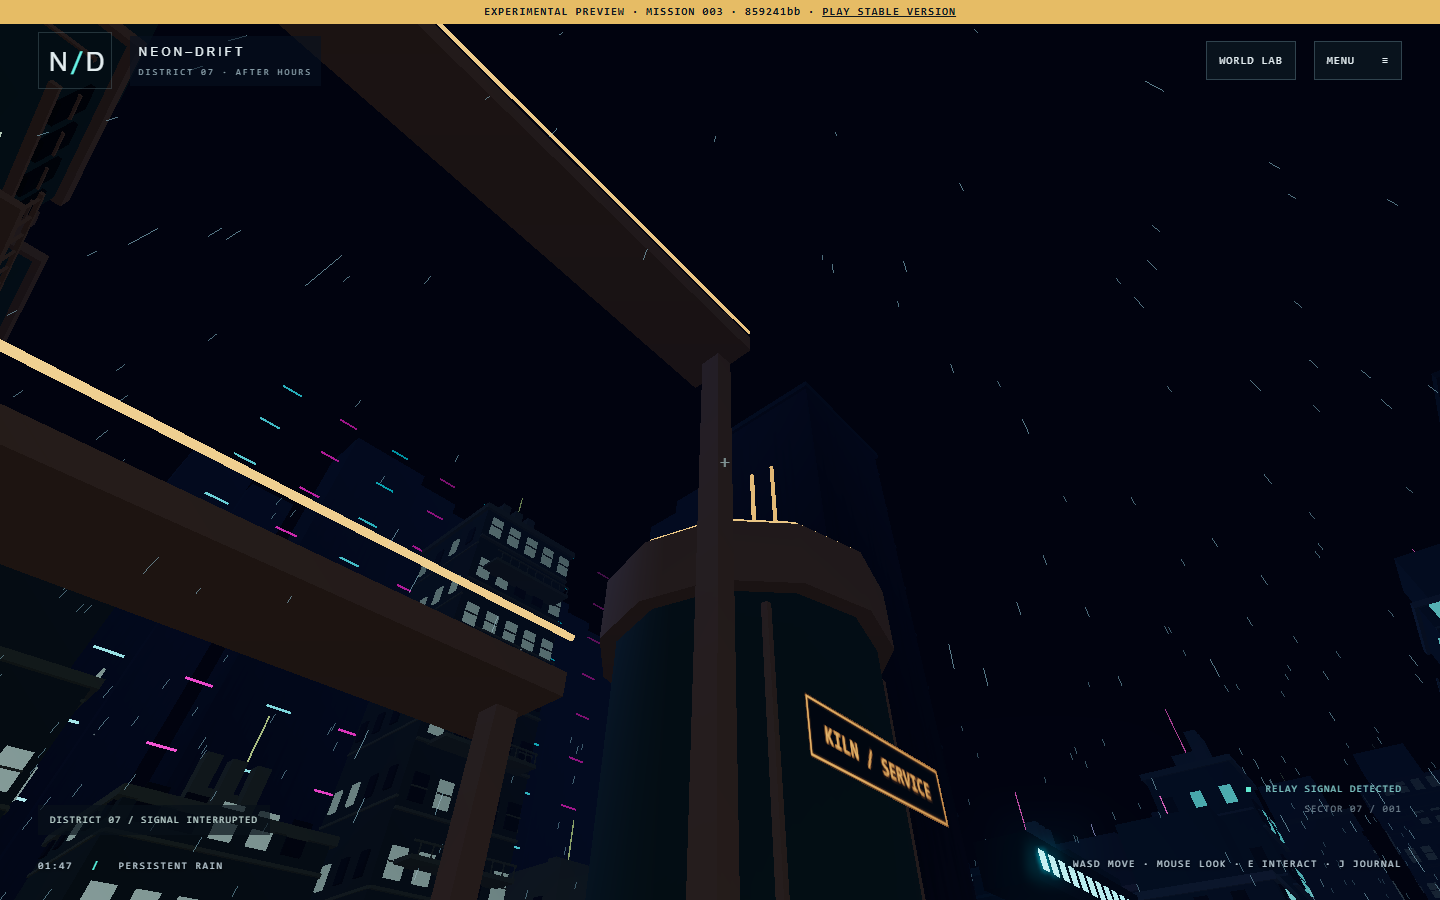 EXPERIMENTAL PREVIEW · MISSION 003 · 859241bb · PLAY STABLE VERSION
N/D
NEON—DRIFT
DISTRICT 07 · AFTER HOURS
WORLD LAB
MENU ≡
KILN / SERVICE
RELAY SIGNAL DETECTED
SECTOR 07 / 001
DISTRICT 07 / SIGNAL INTERRUPTED
01:47 / PERSISTENT RAIN
WASD MOVE · MOUSE LOOK · E INTERACT · J JOURNAL